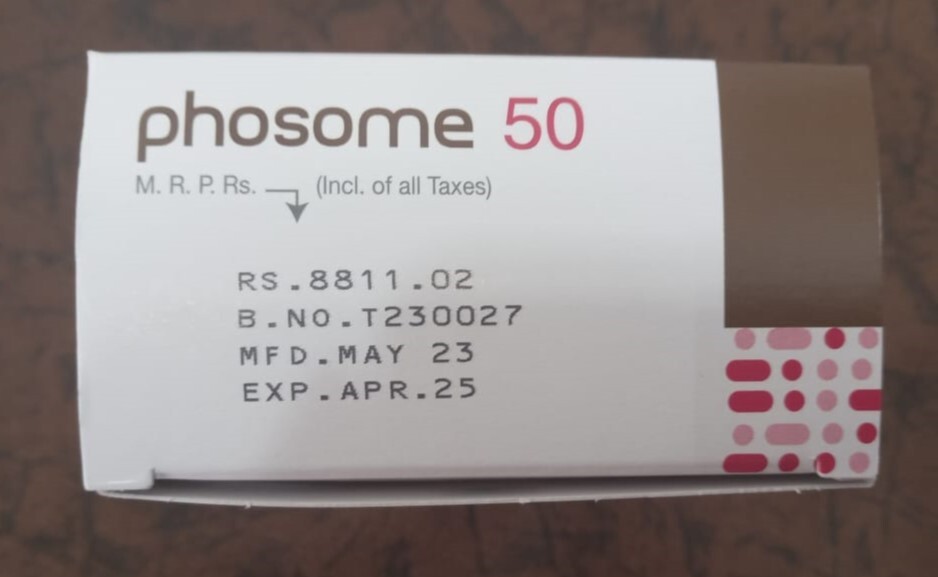 phosome 50
M. R. P. Rs. (Incl. of all Taxes)
RS.8811.02
B.NO.T230027
MFD.MAY 23
EXP.APR.25